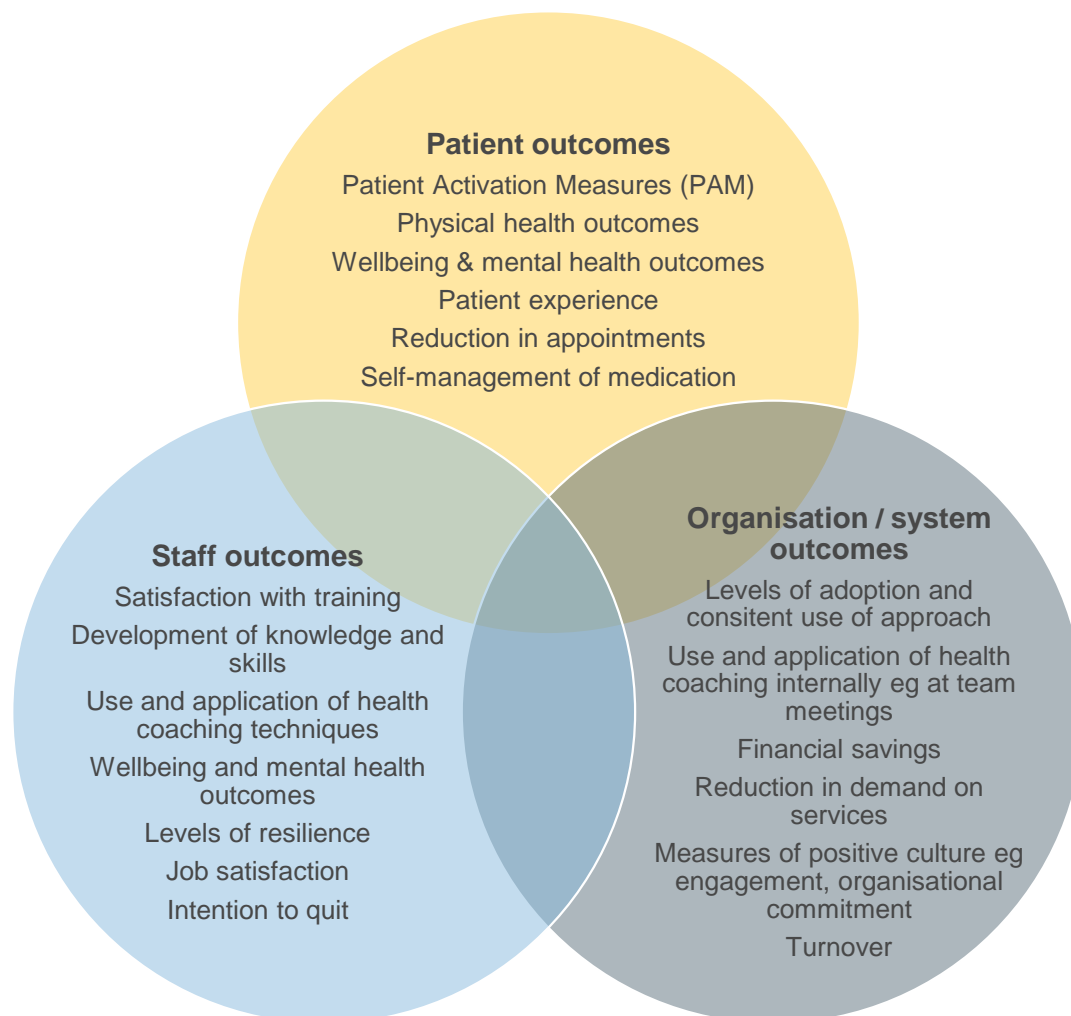 Patient outcomes
Patient Activation Measures (PAM)
Physical health outcomes
Wellbeing & mental health outcomes
Patient experience
Reduction in appointments
Self-management of medication
Staff outcomes
Satisfaction with training
Development of knowledge and
skills
Use and application of health
coaching techniques
Wellbeing and mental health
outcomes
Levels of resilience
Job satisfaction
Intention to quit
Organisation / system
outcomes
Levels of adoption and
consitent use of approach
Use and application of health
coaching internally eg at team
meetings
Financial savings
Reduction in demand on
services
Measures of positive culture eg
engagement, organisational
commitment
Turnover